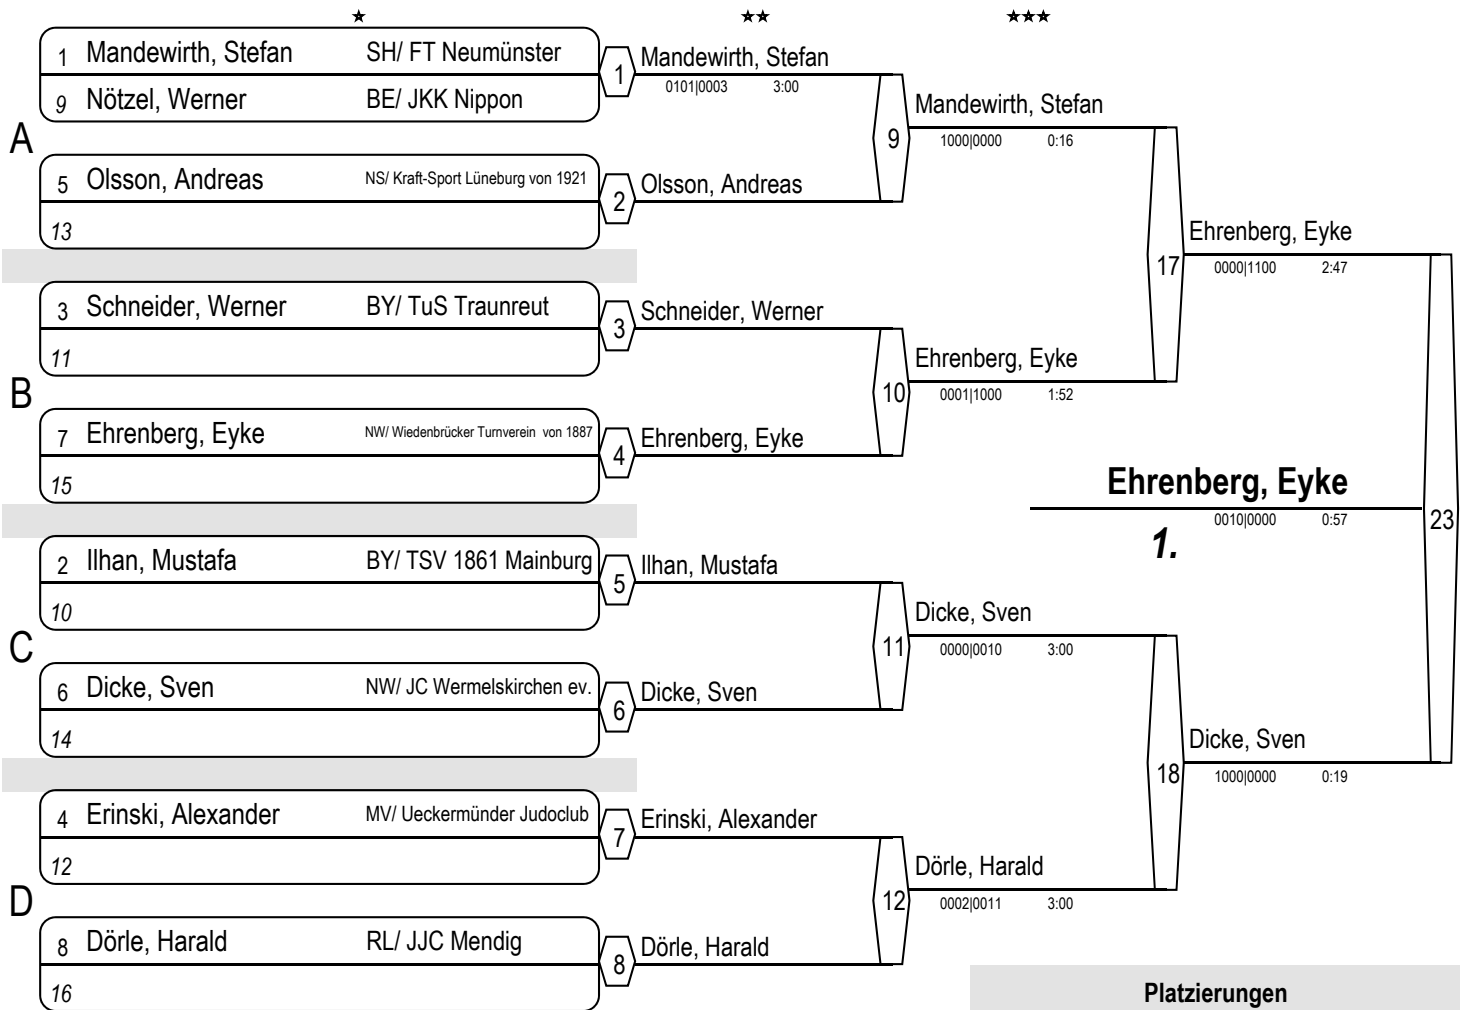 1 Mandewirth, Stefan SH/ FT Neumünster
9 Nötzel, Werner BE/ JKK Nippon
A
5 Olsson, Andreas NS/ Kraft-Sport Lüneburg von 1921
13
3 Schneider, Werner BY/ TuS Traunreut
11
B
7 Ehrenberg, Eyke NW/ Wiedenbrücker Turnverein von 1887
15
2 Ilhan, Mustafa BY/ TSV 1861 Mainburg
10
C
6 Dicke, Sven NW/ JC Wermelskirchen ev.
14
4 Erinski, Alexander MV/ Ueckermünder Judoclub
12
D
8 Dörle, Harald RL/ JJC Mendig
16
1 Mandewirth, Stefan
0101|0003 3:00
2 Olsson, Andreas
3 Schneider, Werner
4 Ehrenberg, Eyke
5 Ilhan, Mustafa
6 Dicke, Sven
7 Erinski, Alexander
8 Dörle, Harald
9 Mandewirth, Stefan
1000|0000 0:16
10 Ehrenberg, Eyke
0001|1000 1:52
11 Dicke, Sven
0000|0010 3:00
12 Dörle, Harald
0002|0011 3:00
17 Ehrenberg, Eyke
0000|1100 2:47
18 Dicke, Sven
1000|0000 0:19
Ehrenberg, Eyke
0010|0000 0:57
23
1.
Platzierungen